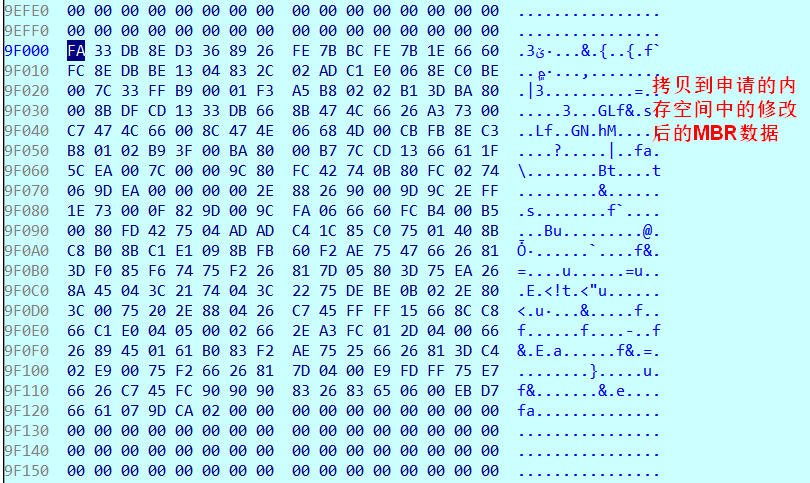 9EFE0 00 00 00 00 00 00 00 00 00 00 00 00 00 00 00 00 ................
9EFF0 00 00 00 00 00 00 00 00 00 00 00 00 00 00 00 00 ................
9F000 FA 33 DB 8E D3 36 89 26 FE 7B BC FE 7B 1E 66 60
9F010 FC 8E DB BE 13 04 83 2C 02 AD C1 E0 06 8E C0 BE
拷贝到申请的内
9F020 00 7C 33 FF B9 00 01 F3 A5 B8 02 02 B1 3D BA 80 .|3..........=..
存空间中的修改
9F030 00 8B DF CD 13 33 DB 66 8B 47 4C 66 26 A3 73 00 .....3.f.GLf&.s.
9F040 C7 47 4C 66 00 8C 47 4E 06 68 4D 00 CB FB 8E C3 .GLf..GN.hM.....
后的MBR数据
9F050 B8 01 02 B9 3F 00 BA 80 00 B7 7C CD 13 66 61 1F ....?.....|..fa.
9F060 5C EA 00 7C 00 00 9C 80 FC 42 74 0B 80 FC 02 74 \........Bt....t
9F070 06 9D EA 00 00 00 00 2E 88 26 90 00 9D 9C 2E FF .........&......
9F080 1E 73 00 0F 82 9D 00 9C FA 06 66 60 FC B4 00 B5 .s........f`....
9F090 00 80 FD 42 75 04 AD AD C4 1C 85 C0 75 01 40 8B
9F0A0 C8 B0 8B C1 E1 09 8B FB 60 F2 AE 75 47 66 26 81
9F0B0 3D F0 85 F6 74 75 F2 26 81 7D 05 80 3D 75 EA 26 =....u......=u..
9F0C0 8A 45 04 3C 21 74 04 3C 22 75 DE BE 0B 02 2E 80 .E.<!t.<"u......
9F0D0 3C 00 75 20 2E 88 04 26 C7 45 FF FF 15 66 8C C8
9F0E0 66 C1 E0 04 05 00 02 66 2E A3 FC 01 2D 04 00 66 f......f....-..f
9F0F0 26 89 45 01 61 B0 83 F2 AE 75 25 66 26 81 3D C4 &.E.a......f&.=.
9F100 02 E9 00 75 F2 66 26 81 7D 04 00 E9 FD FF 75 E7 ........}.....u.
9F110 66 26 C7 45 FC 90 90 90 83 26 83 65 06 00 EB D7 f&.......&.e....
9F120 66 61 07 9D CA 02 00 00 00 00 00 00 00 00 00 00 fa..............
9F130 00 00 00 00 00 00 00 00 00 00 00 00 00 00 00 00 ................
9F140 00 00 00 00 00 00 00 00 00 00 00 00 00 00 00 00 ................
9F150 00 00 00 00 00 00 00 00 00 00 00 00 00 00 00 00 ................